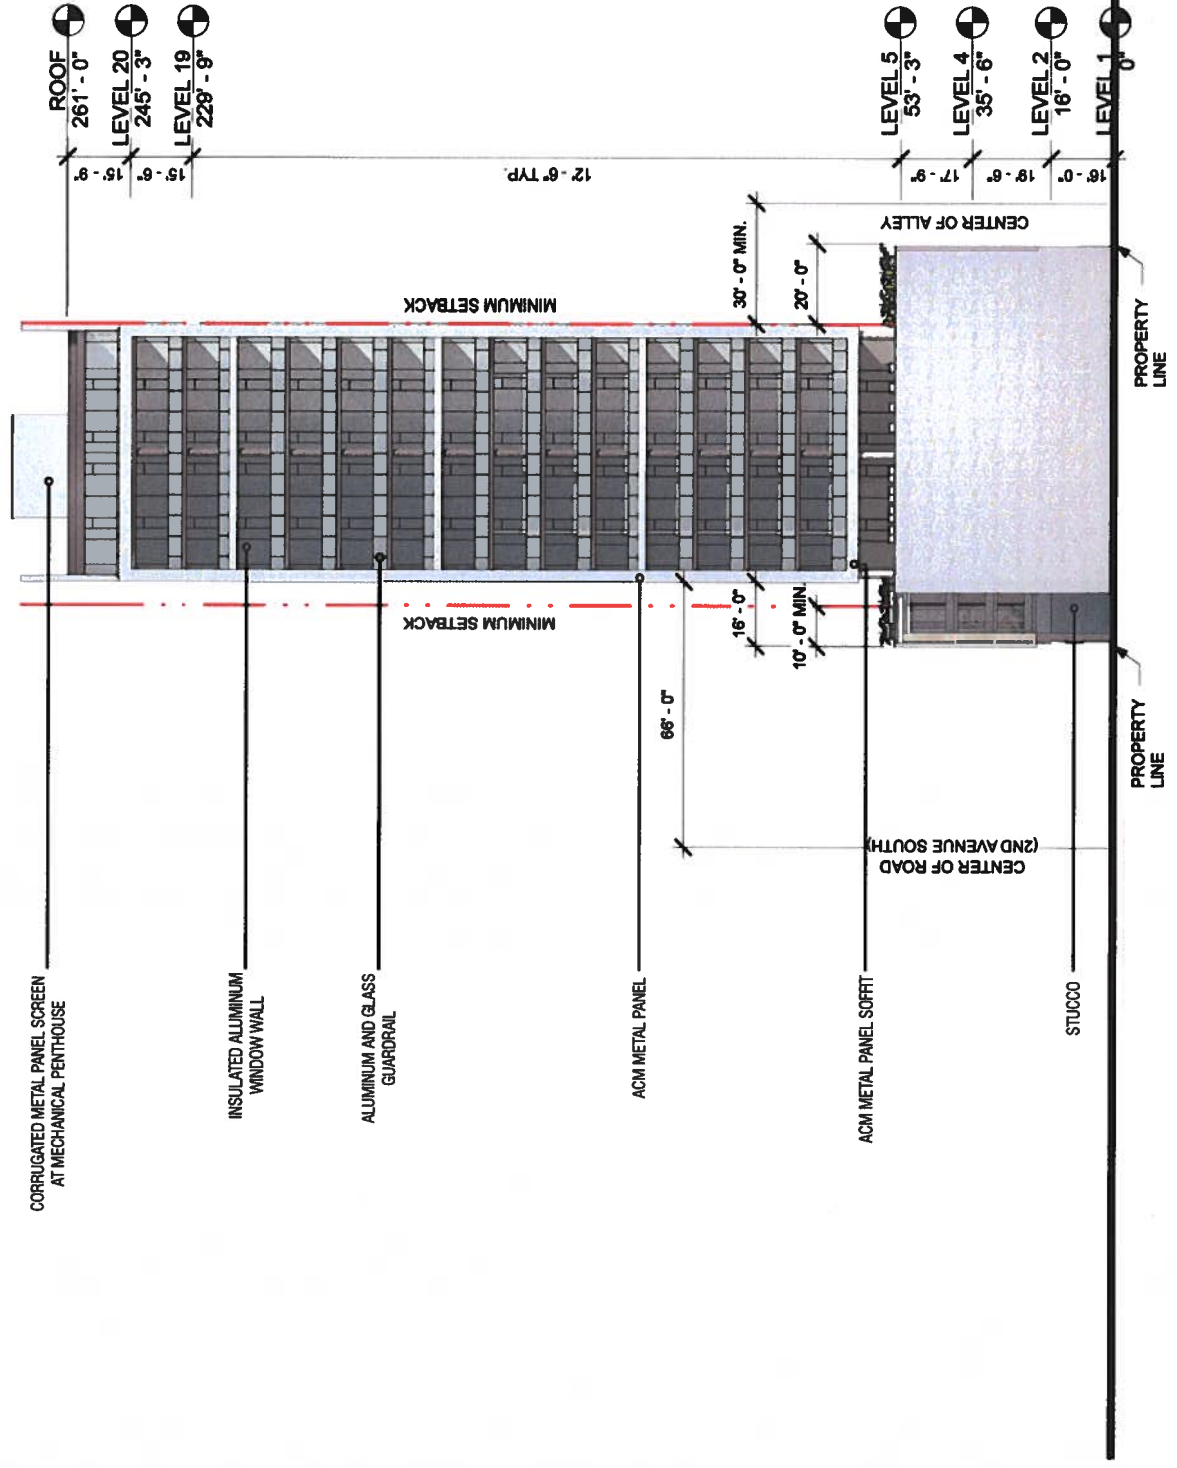 ROOF
261' - 0"
LEVEL 20
245' - 3"
LEVEL 19
229' - 9"
LEVEL 5
53' - 3"
LEVEL 4
35' - 6"
LEVEL 2
16' - 0"
LEVEL 1
0"
15' - 9"
15' - 6"
12' - 6" TYP.
17' - 9"
19' - 6"
16' - 0"
CENTER OF ALLEY
30' - 0" MIN.
20' - 0"
MINIMUM SETBACK
MINIMUM SETBACK
16' - 0"
10' - 0" MIN.
66' - 0"
PROPERTY
LINE
PROPERTY
LINE
CENTER OF ROAD
(2ND AVENUE SOUTH)
CORRUGATED METAL PANEL SCREEN
AT MECHANICAL PENTHOUSE
INSULATED ALUMINUM
WINDOW WALL
ALUMINUM AND GLASS
GUARDRAIL
ACM METAL PANEL
ACM METAL PANEL SOFFIT
STUCCO